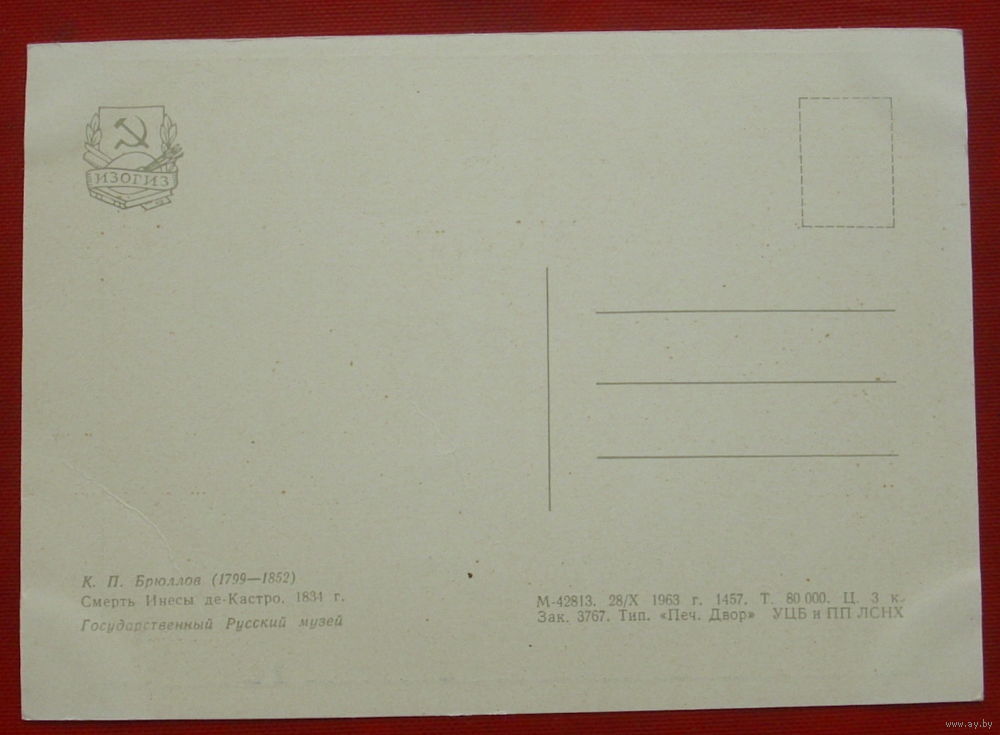 ИЗОГИЗ
К. П. Брюллов (1799—1852)
Смерть Инесы де-Кастро. 1834 г.
Государственный Русский музей
М-42813. 28/X 1963 г. 1457. Т. 80 000. Ц. 3 к.
Зак. 3767. Тип. «Печ. Двор» УЦБ и ПП ЛСНХ
www.ay.by